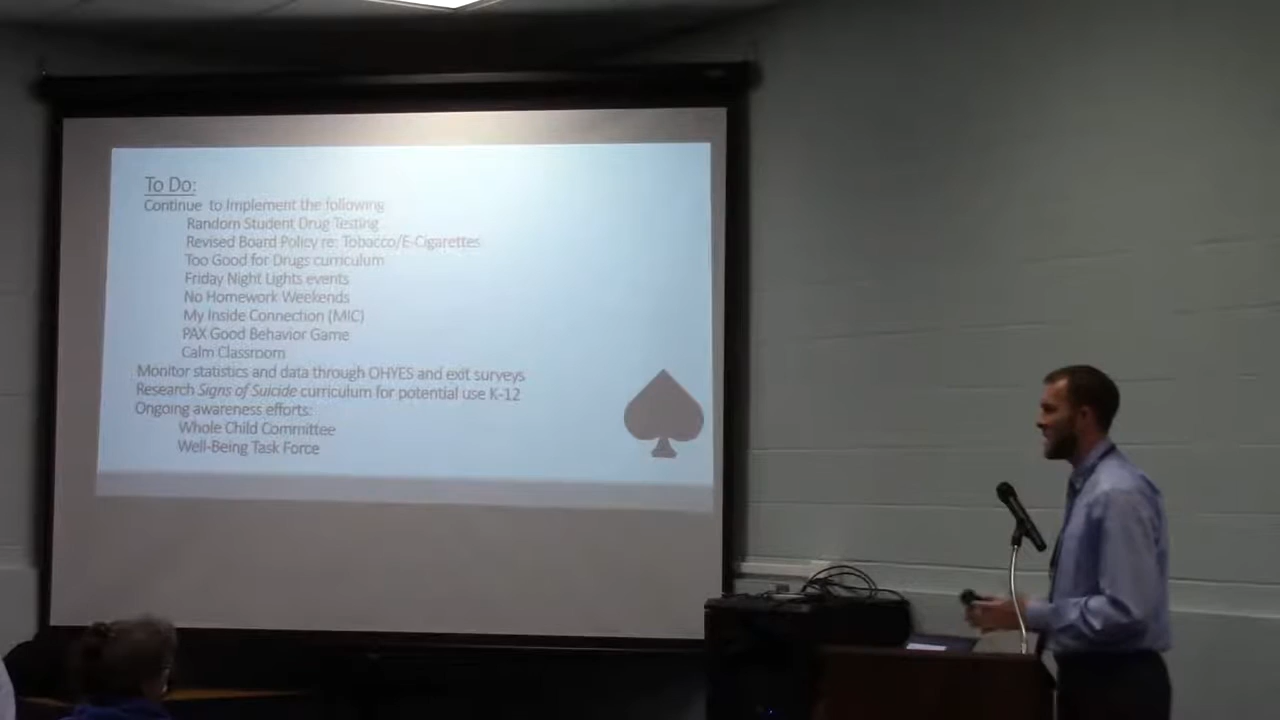 To Do:
Continue to Implement the following
Random Student Drug Testing
Revised Board Policy re: Tobacco/E-Cigarettes
Too Good for Drugs curriculum
Friday Night Lights events
No Homework Weekends
My Inside Connection (MIC)
PAX Good Behavior Game
Calm Classroom
Monitor statistics and data through OHYES and exit surveys
Research Signs of Suicide curriculum for potential use K-12
Ongoing awareness efforts:
Whole Child Committee
Well-Being Task Force